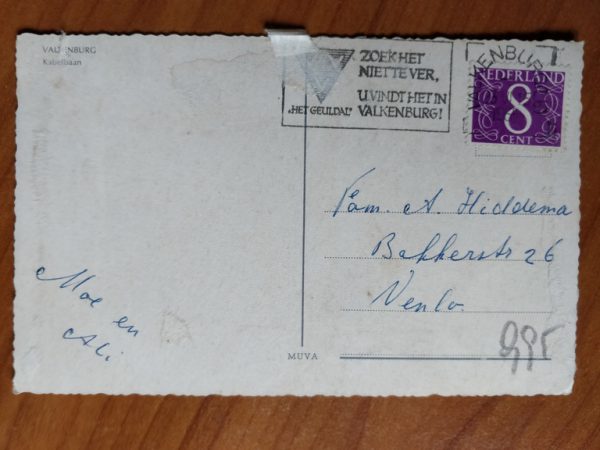 VALKENBURG
Kabelbaan
ZOEK HET
NIET TE VER,
U VINDT HET IN
VALKENBURG!
„HET GEULDAL"
VALKENBURG
NEDERLAND
8
CENT
Fam. A. Hiddema
Bakkerstr 26
Venlo.
Moe en
Ali
MUVA